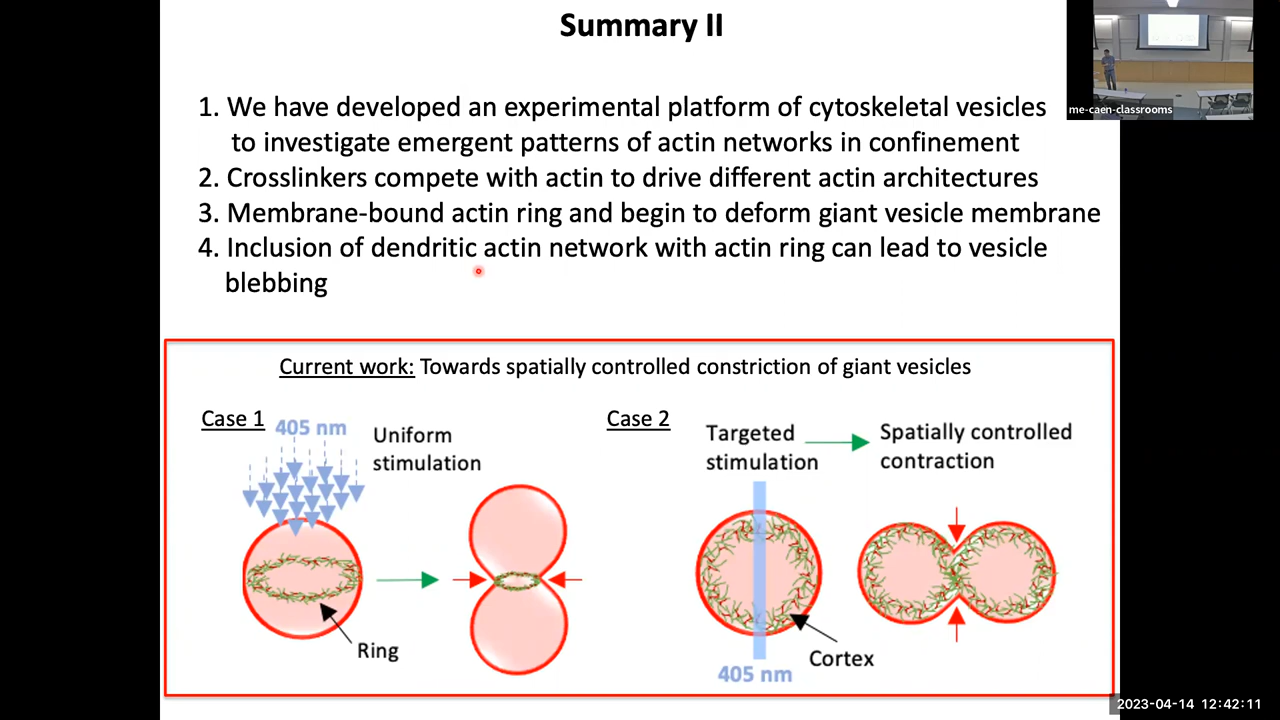 Summary II
me-caen-classrooms
1. We have developed an experimental platform of cytoskeletal vesicles
to investigate emergent patterns of actin networks in confinement
2. Crosslinkers compete with actin to drive different actin architectures
3. Membrane-bound actin ring and begin to deform giant vesicle membrane
4. Inclusion of dendritic actin network with actin ring can lead to vesicle
blebbing
Current work: Towards spatially controlled constriction of giant vesicles
Case 1
405 nm
Uniform
stimulation
Ring
Case 2
Targeted
stimulation
Spatially controlled
contraction
Cortex
405 nm
2023-04-14 12:42:11